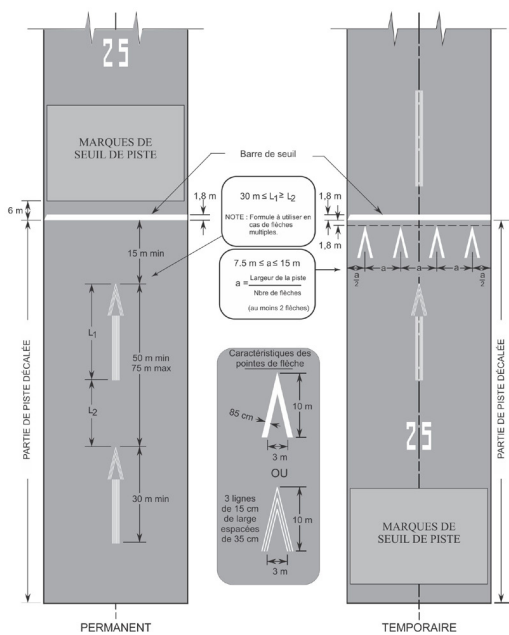 25
MARQUES DE
SEUIL DE PISTE
6 m
1,8 m
Barre de seuil
1,8 m
1,8 m
30 m ≤ L1 ≥ L2
NOTE : Formule à utiliser en
cas de flèches
multiples.
7.5 m ≤ a ≤ 15 m
a = Largeur de la piste
Nbre de flèches
(au moins 2 flèches)
15 m min
L1
L2
50 m min
75 m max
30 m min
PARTIE DE PISTE DÉCALÉE
PERMANENT
Caractéristiques des
pointes de flèche
85 cm
10 m
3 m
OU
3 lignes
de 15 cm
de large
espacées
de 35 cm
10 m
3 m
a
2
a
a
a
a
2
25
MARQUES DE
SEUIL DE PISTE
PARTIE DE PISTE DÉCALÉE
TEMPORAIRE